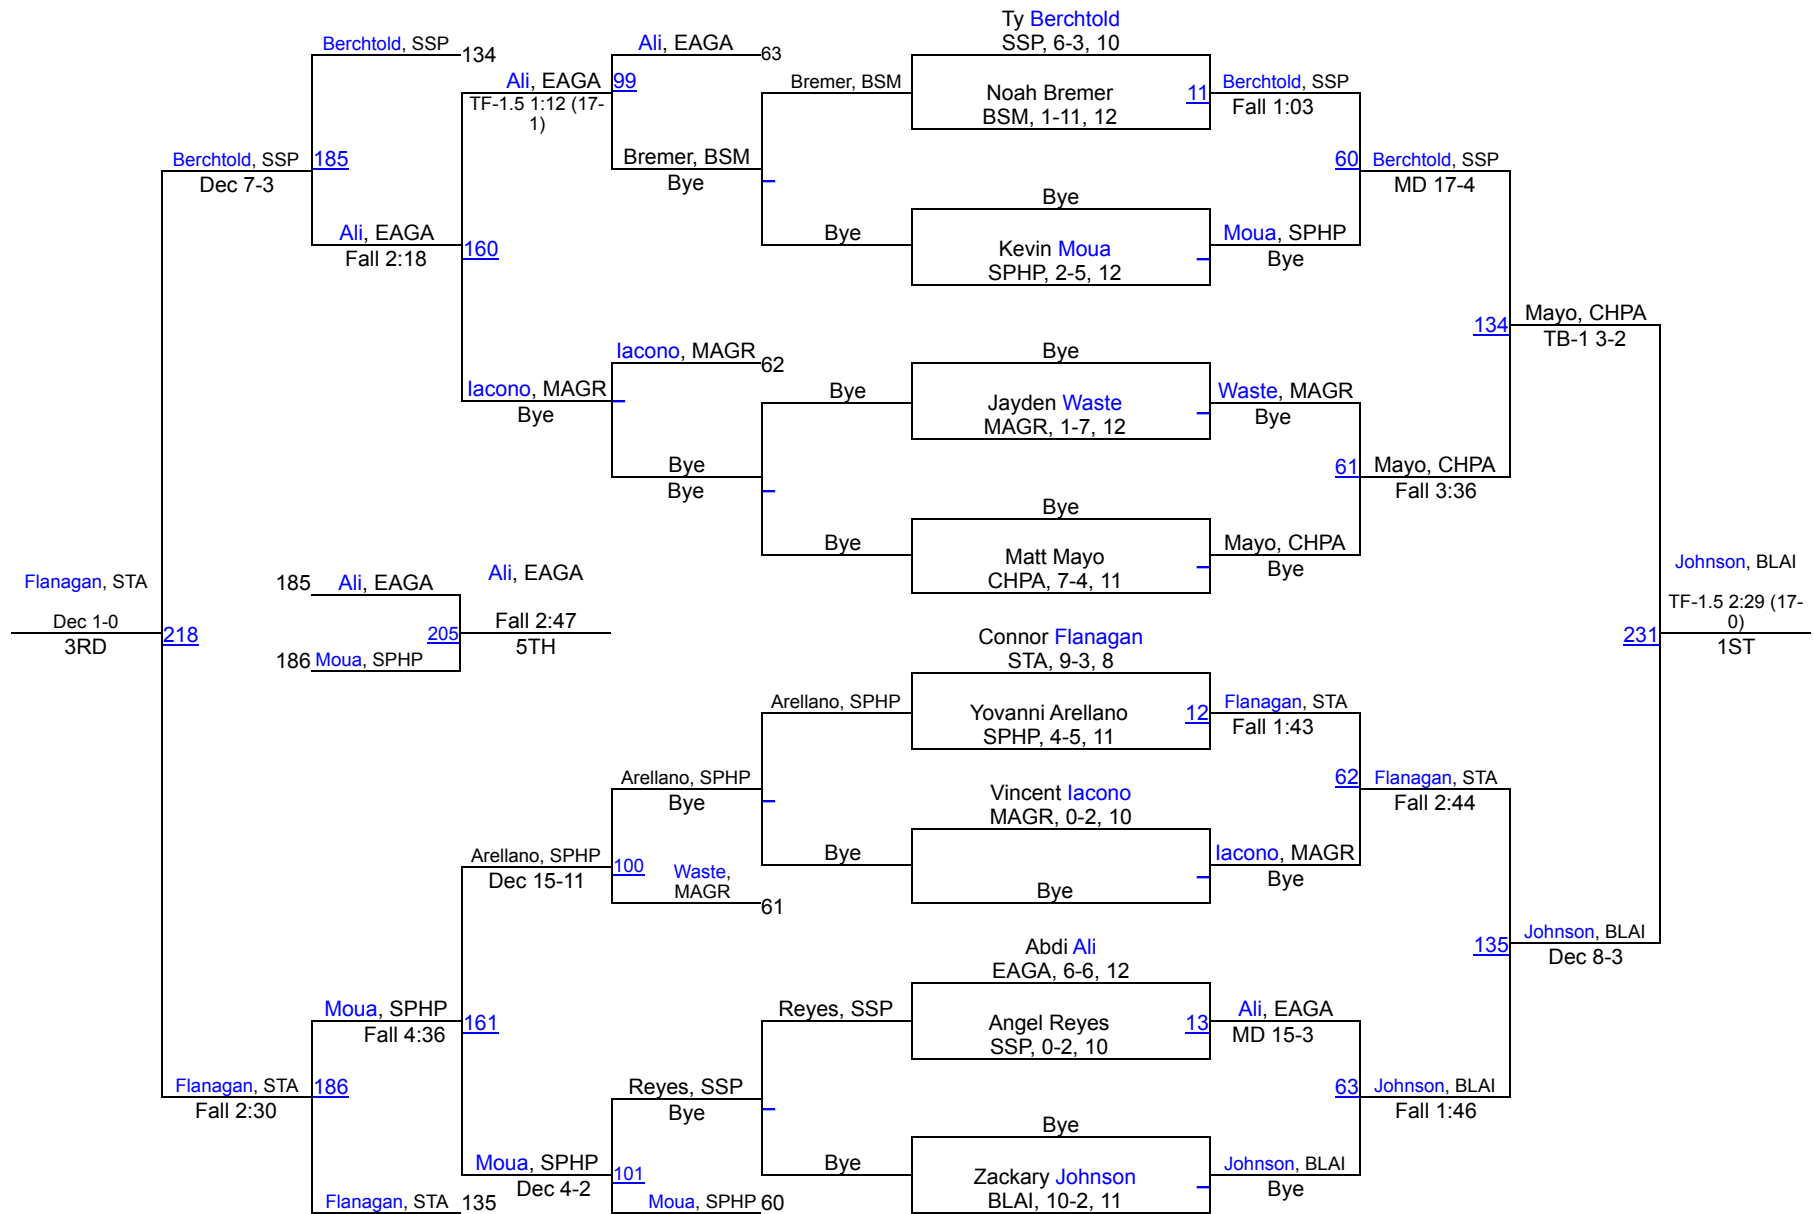 Ty Berchtold
SSP, 6-3, 10
Noah Bremer
BSM, 1-11, 12
11
Bye
Kevin Moua
SPHP, 2-5, 12
Bye
Jayden Waste
MAGR, 1-7, 12
Bye
Matt Mayo
CHPA, 7-4, 11
Connor Flanagan
STA, 9-3, 8
Yovanni Arellano
SPHP, 4-5, 11
12
Vincent Iacono
MAGR, 0-2, 10
Bye
Abdi Ali
EAGA, 6-6, 12
Angel Reyes
SSP, 0-2, 10
13
Bye
Zackary Johnson
BLAI, 10-2, 11
Berchtold, SSP
Fall 1:03
60
Moua, SPHP
Bye
Waste, MAGR
Bye
61
Mayo, CHPA
Bye
Flanagan, STA
Fall 1:43
62
Iacono, MAGR
Bye
Ali, EAGA
MD 15-3
63
Johnson, BLAI
Bye
Berchtold, SSP
MD 17-4
134
Mayo, CHPA
Fall 3:36
Flanagan, STA
Fall 2:44
135
Johnson, BLAI
Fall 1:46
Mayo, CHPA
TB-1 3-2
231
Johnson, BLAI
Dec 8-3
Johnson, BLAI
TF-1.5 2:29 (17-
0)
1ST
Bremer, BSM
Bye
Bye
Bye
Arellano, SPHP
Bye
Reyes, SSP
Bye
Ali, EAGA
63
99
Bremer, BSM
Bye
Iacono, MAGR
62
Bye
Bye
Arellano, SPHP
Bye
100
Waste,
MAGR
61
Reyes, SSP
Bye
101
Moua, SPHP
60
Ali, EAGA
TF-1.5 1:12 (17-
1)
160
Iacono, MAGR
Bye
Arellano, SPHP
Dec 15-11
161
Moua, SPHP
Dec 4-2
Berchtold, SSP
134
185
Ali, EAGA
Fall 2:18
Moua, SPHP
Fall 4:36
186
Flanagan, STA
135
Berchtold, SSP
Dec 7-3
218
Flanagan, STA
Fall 2:30
Flanagan, STA
Dec 1-0
3RD
185
Ali, EAGA
205
186
Moua, SPHP
Ali, EAGA
Fall 2:47
5TH